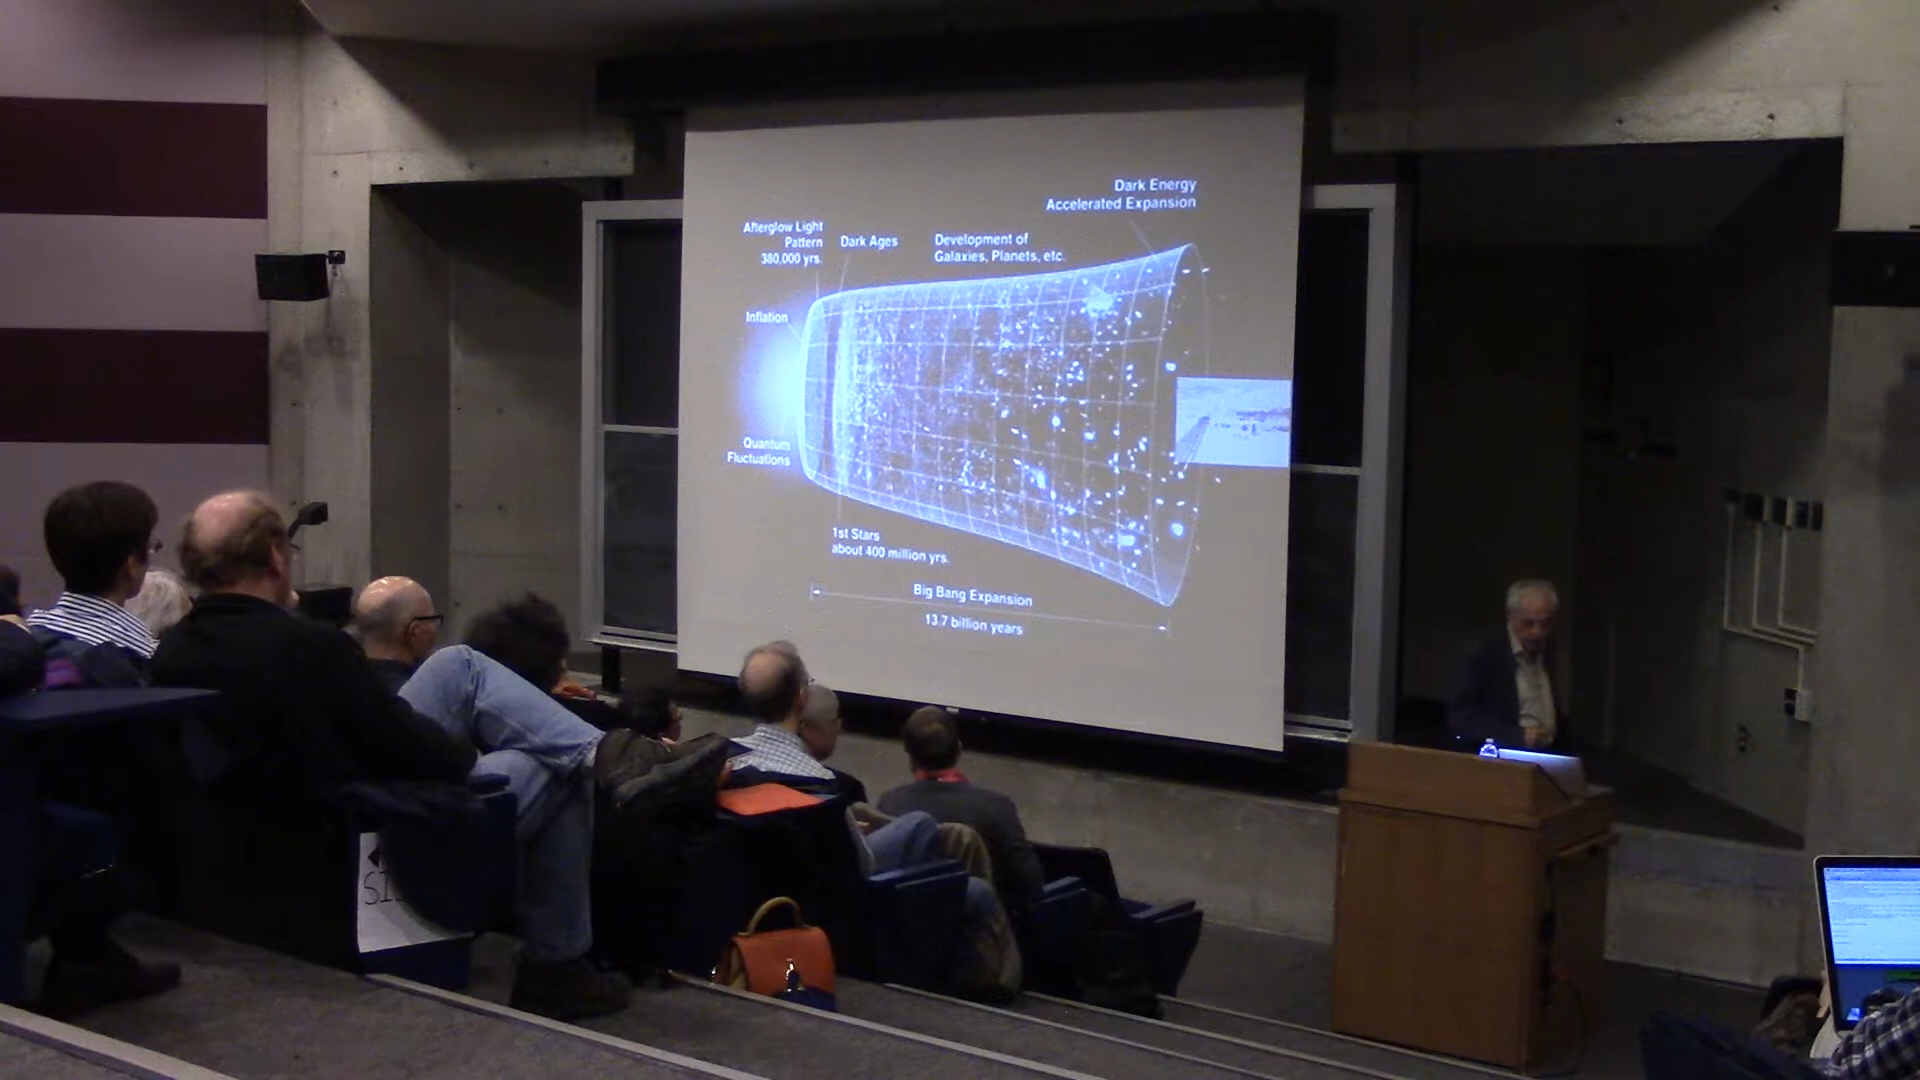 Dark Energy
Accelerated Expansion
Afterglow Light
Pattern
380,000 yrs.
Dark Ages
Development of
Galaxies, Planets, etc.
Inflation
Quantum
Fluctuations
1st Stars
about 400 million yrs.
Big Bang Expansion
13.7 billion years